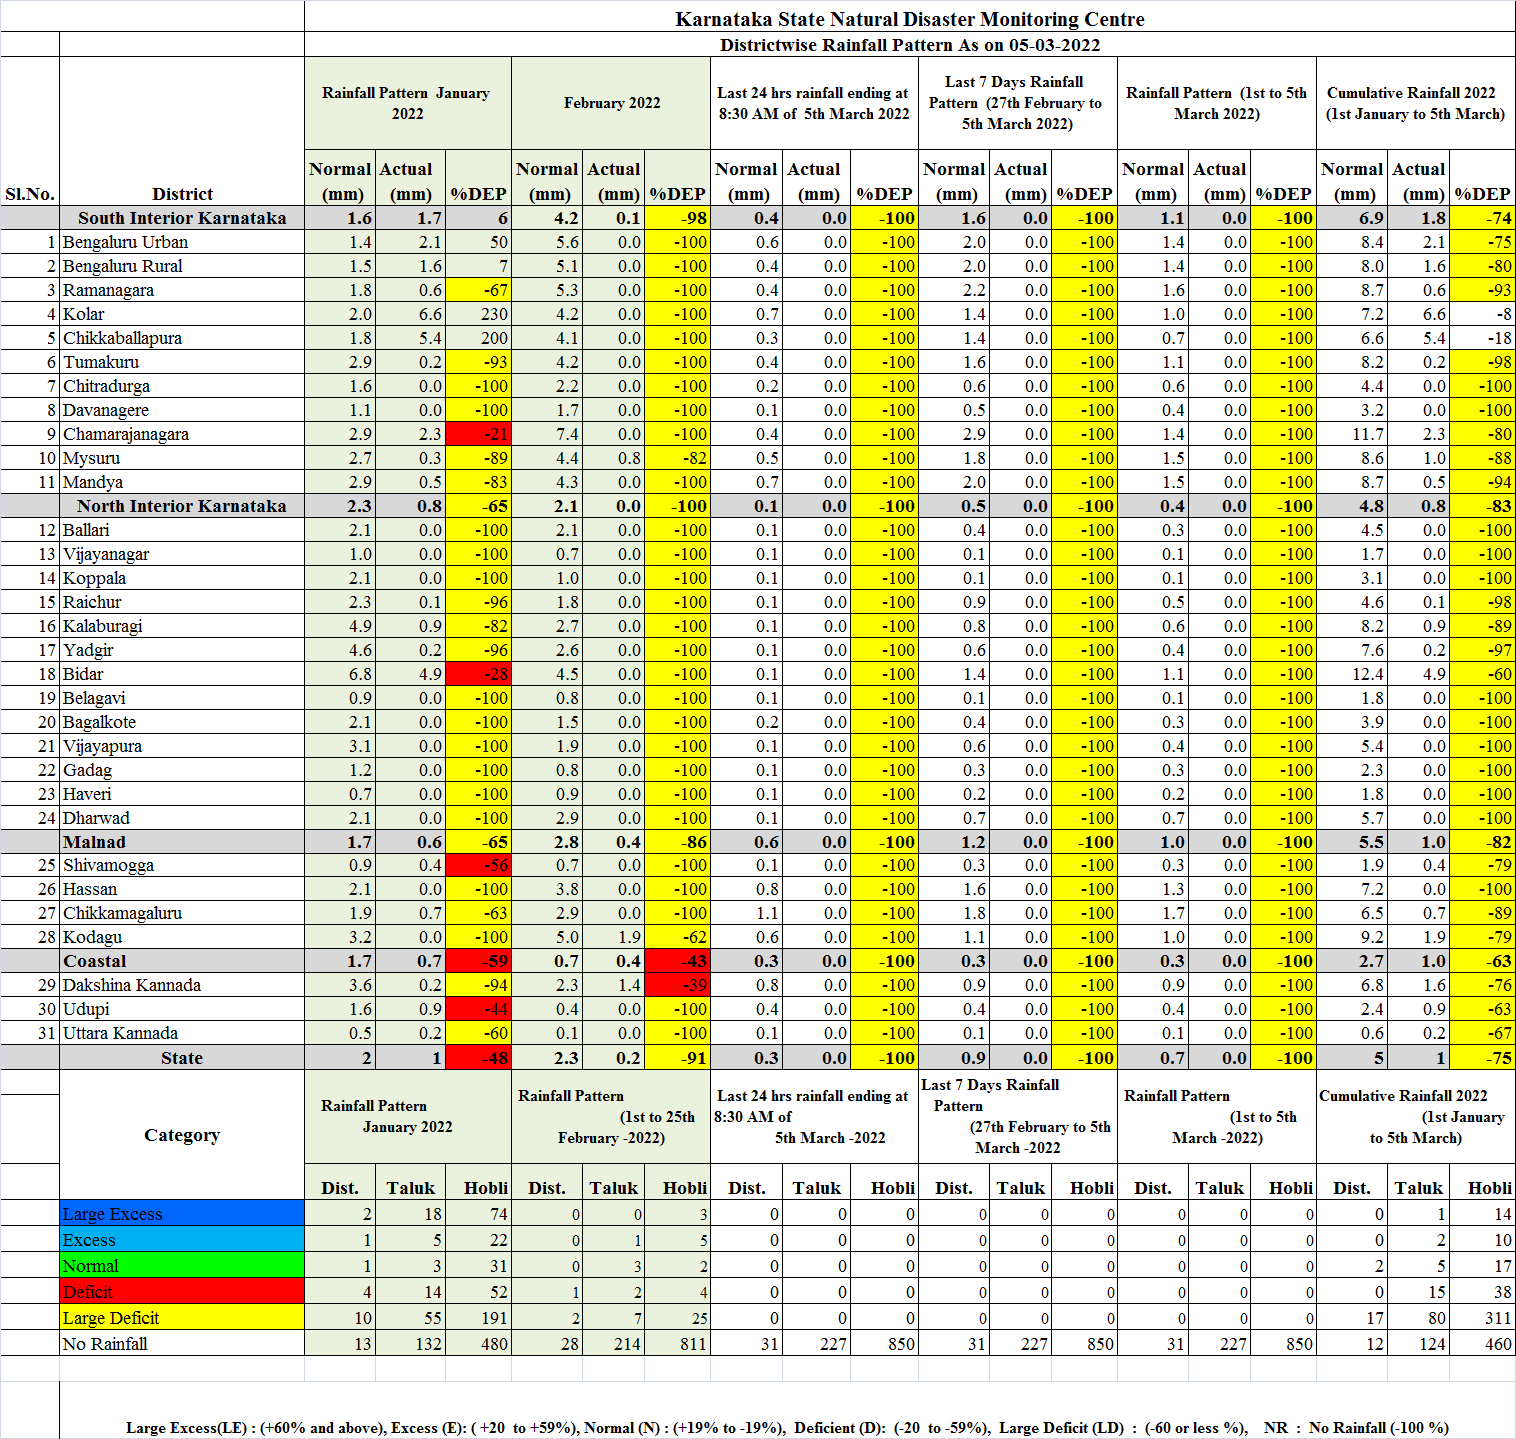 Karnataka State Natural Disaster Monitoring Centre
Districtwise Rainfall Pattern As on 05-03-2022
Sl.No. District Rainfall Pattern January 2022 February 2022 Last 24 hrs rainfall ending at 8:30 AM of 5th March 2022 Last 7 Days Rainfall Pattern (27th February to 5th March 2022) Rainfall Pattern (1st to 5th March 2022) Cumulative Rainfall 2022 (1st January to 5th March)
Normal (mm) Actual (mm) %DEP Normal (mm) Actual (mm) %DEP Normal (mm) Actual (mm) %DEP Normal (mm) Actual (mm) %DEP Normal (mm) Actual (mm) %DEP Normal (mm) Actual (mm) %DEP
South Interior Karnataka 1.6 1.7 6 4.2 0.1 -98 0.4 0.0 -100 1.6 0.0 -100 1.1 0.0 -100 6.9 1.8 -74
1 Bengaluru Urban 1.4 2.1 50 5.6 0.0 -100 0.6 0.0 -100 2.0 0.0 -100 1.4 0.0 -100 8.4 2.1 -75
2 Bengaluru Rural 1.5 1.6 7 5.1 0.0 -100 0.4 0.0 -100 2.0 0.0 -100 1.4 0.0 -100 8.0 1.6 -80
3 Ramanagara 1.8 0.6 -67 5.3 0.0 -100 0.4 0.0 -100 2.2 0.0 -100 1.6 0.0 -100 8.7 0.6 -93
4 Kolar 2.0 6.6 230 4.2 0.0 -100 0.7 0.0 -100 1.4 0.0 -100 1.0 0.0 -100 7.2 6.6 -8
5 Chikkaballapura 1.8 5.4 200 4.1 0.0 -100 0.3 0.0 -100 1.4 0.0 -100 0.7 0.0 -100 6.6 5.4 -18
6 Tumakuru 2.9 0.2 -93 4.2 0.0 -100 0.4 0.0 -100 1.6 0.0 -100 1.1 0.0 -100 8.2 0.2 -98
7 Chitradurga 1.6 0.0 -100 2.2 0.0 -100 0.2 0.0 -100 0.6 0.0 -100 0.6 0.0 -100 4.4 0.0 -100
8 Davanagere 1.1 0.0 -100 1.7 0.0 -100 0.1 0.0 -100 0.5 0.0 -100 0.4 0.0 -100 3.2 0.0 -100
9 Chamarajanagara 2.9 2.3 -21 7.4 0.0 -100 0.4 0.0 -100 2.9 0.0 -100 1.4 0.0 -100 11.7 2.3 -80
10 Mysuru 2.7 0.3 -89 4.4 0.8 -82 0.5 0.0 -100 1.8 0.0 -100 1.5 0.0 -100 8.6 1.0 -88
11 Mandya 2.9 0.5 -83 4.3 0.0 -100 0.7 0.0 -100 2.0 0.0 -100 1.5 0.0 -100 8.7 0.5 -94
North Interior Karnataka 2.3 0.8 -65 2.1 0.0 -100 0.1 0.0 -100 0.5 0.0 -100 0.4 0.0 -100 4.8 0.8 -83
12 Ballari 2.1 0.0 -100 2.1 0.0 -100 0.1 0.0 -100 0.4 0.0 -100 0.3 0.0 -100 4.5 0.0 -100
13 Vijayanagar 1.0 0.0 -100 0.7 0.0 -100 0.1 0.0 -100 0.1 0.0 -100 0.1 0.0 -100 1.7 0.0 -100
14 Koppala 2.1 0.0 -100 1.0 0.0 -100 0.1 0.0 -100 0.1 0.0 -100 0.1 0.0 -100 3.1 0.0 -100
15 Raichur 2.3 0.1 -96 1.8 0.0 -100 0.1 0.0 -100 0.9 0.0 -100 0.5 0.0 -100 4.6 0.1 -98
16 Kalaburagi 4.9 0.9 -82 2.7 0.0 -100 0.1 0.0 -100 0.8 0.0 -100 0.6 0.0 -100 8.2 0.9 -89
17 Yadgir 4.6 0.2 -96 2.6 0.0 -100 0.1 0.0 -100 0.6 0.0 -100 0.4 0.0 -100 7.6 0.2 -97
18 Bidar 6.8 4.9 -28 4.5 0.0 -100 0.1 0.0 -100 1.4 0.0 -100 1.1 0.0 -100 12.4 4.9 -60
19 Belagavi 0.9 0.0 -100 0.8 0.0 -100 0.1 0.0 -100 0.1 0.0 -100 0.1 0.0 -100 1.8 0.0 -100
20 Bagalkote 2.1 0.0 -100 1.5 0.0 -100 0.2 0.0 -100 0.4 0.0 -100 0.3 0.0 -100 3.9 0.0 -100
21 Vijayapura 3.1 0.0 -100 1.9 0.0 -100 0.1 0.0 -100 0.6 0.0 -100 0.4 0.0 -100 5.4 0.0 -100
22 Gadag 1.2 0.0 -100 0.8 0.0 -100 0.1 0.0 -100 0.3 0.0 -100 0.3 0.0 -100 2.3 0.0 -100
23 Haveri 0.7 0.0 -100 0.9 0.0 -100 0.1 0.0 -100 0.2 0.0 -100 0.2 0.0 -100 1.8 0.0 -100
24 Dharwad 2.1 0.0 -100 2.9 0.0 -100 0.1 0.0 -100 0.7 0.0 -100 0.7 0.0 -100 5.7 0.0 -100
Malnad 1.7 0.6 -65 2.8 0.4 -86 0.6 0.0 -100 1.2 0.0 -100 1.0 0.0 -100 5.5 1.0 -82
25 Shivamogga 0.9 0.4 -56 0.7 0.0 -100 0.1 0.0 -100 0.3 0.0 -100 0.3 0.0 -100 1.9 0.4 -79
26 Hassan 2.1 0.0 -100 3.8 0.0 -100 0.8 0.0 -100 1.6 0.0 -100 1.3 0.0 -100 7.2 0.0 -100
27 Chikkamagaluru 1.9 0.7 -63 2.9 0.0 -100 1.1 0.0 -100 1.8 0.0 -100 1.7 0.0 -100 6.5 0.7 -89
28 Kodagu 3.2 0.0 -100 5.0 1.9 -62 0.6 0.0 -100 1.1 0.0 -100 1.0 0.0 -100 9.2 1.9 -79
Coastal 1.7 0.7 -59 0.7 0.4 -43 0.3 0.0 -100 0.3 0.0 -100 0.3 0.0 -100 2.7 1.0 -63
29 Dakshina Kannada 3.6 0.2 -94 2.3 1.4 -39 0.8 0.0 -100 0.9 0.0 -100 0.9 0.0 -100 6.8 1.6 -76
30 Udupi 1.6 0.9 -44 0.4 0.0 -100 0.4 0.0 -100 0.4 0.0 -100 0.4 0.0 -100 2.4 0.9 -63
31 Uttara Kannada 0.5 0.2 -60 0.1 0.0 -100 0.1 0.0 -100 0.1 0.0 -100 0.1 0.0 -100 0.6 0.2 -67
State 2 1 -48 2.3 0.2 -91 0.3 0.0 -100 0.9 0.0 -100 0.7 0.0 -100 5 1 -75
Category Rainfall Pattern January 2022 Rainfall Pattern (1st to 25th February -2022) Last 24 hrs rainfall ending at 8:30 AM of 5th March -2022 Last 7 Days Rainfall Pattern (27th February to 5th March -2022 Rainfall Pattern (1st to 5th March -2022) Cumulative Rainfall 2022 (1st January to 5th March)
Dist. Taluk Hobli Dist. Taluk Hobli Dist. Taluk Hobli Dist. Taluk Hobli Dist. Taluk Hobli Dist. Taluk Hobli
Large Excess 2 18 74 0 0 3 0 0 0 0 0 0 0 0 0 0 1 14
Excess 1 5 22 0 1 5 0 0 0 0 0 0 0 0 0 0 2 10
Normal 1 3 31 0 3 2 0 0 0 0 0 0 0 0 0 2 5 17
Deficit 4 14 52 1 2 4 0 0 0 0 0 0 0 0 0 0 15 38
Large Deficit 10 55 191 2 7 25 0 0 0 0 0 0 0 0 0 17 80 311
No Rainfall 13 132 480 28 214 811 31 227 850 31 227 850 31 227 850 12 124 460
Large Excess(LE) : (+60% and above), Excess (E): ( +20 to +59%), Normal (N) : (+19% to -19%), Deficient (D): (-20 to -59%), Large Deficit (LD) : (-60 or less %), NR : No Rainfall (-100 %)